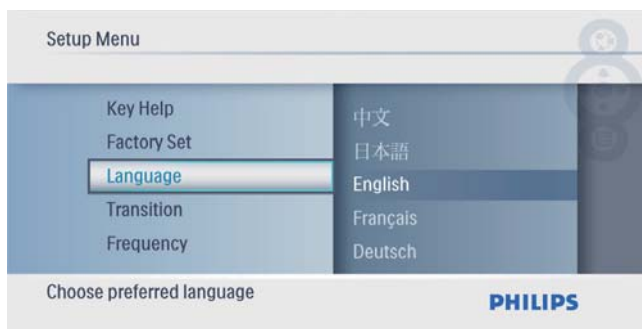 Setup Menu
Key Help
Factory Set
Language
Transition
Frequency
中文
日本語
English
Français
Deutsch
Choose preferred language
PHILIPS